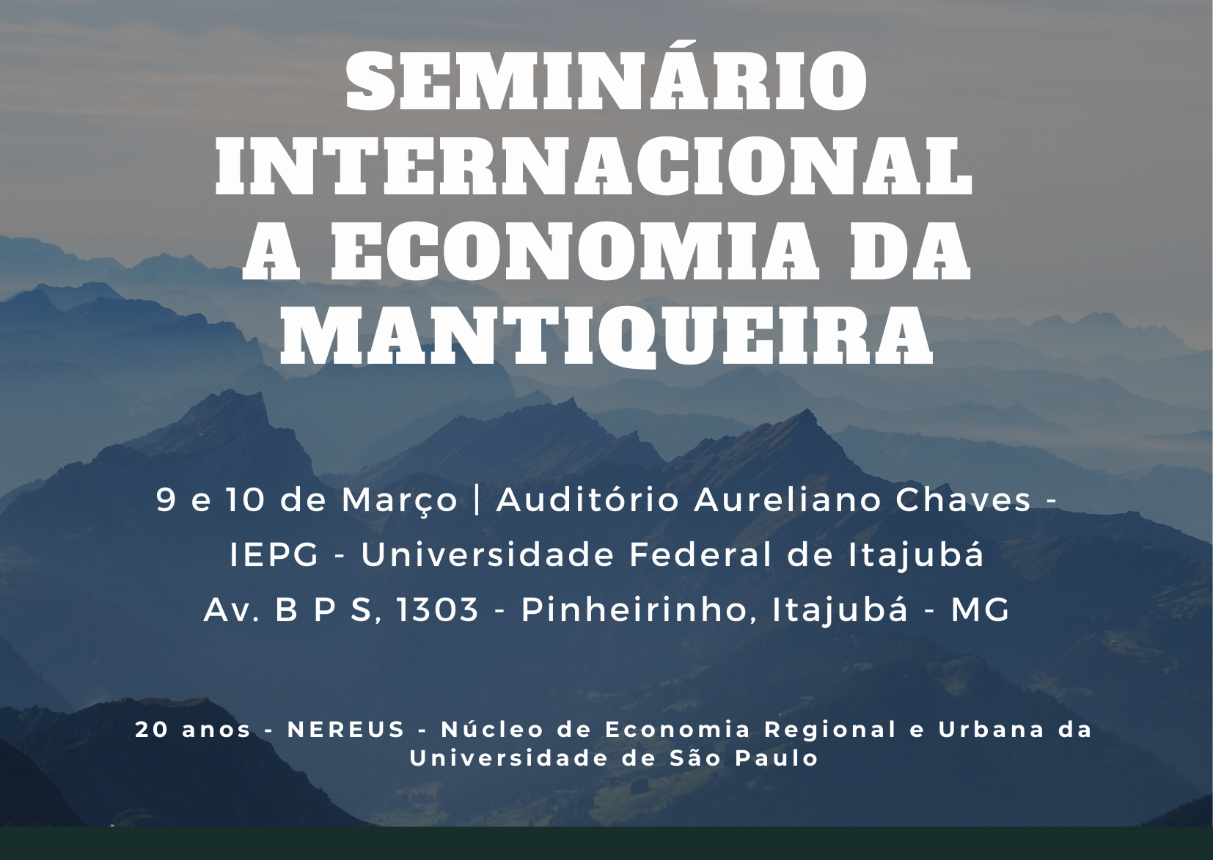 SEMINÁRIO
INTERNACIONAL
A ECONOMIA DA
MANTIQUEIRA
9 e 10 de Março | Auditório Aureliano Chaves -
IEPG - Universidade Federal de Itajubá
Av. B P S, 1303 - Pinheirinho, Itajubá - MG
20 anos - NEREUS - Núcleo de Economia Regional e Urbana da
Universidade de São Paulo